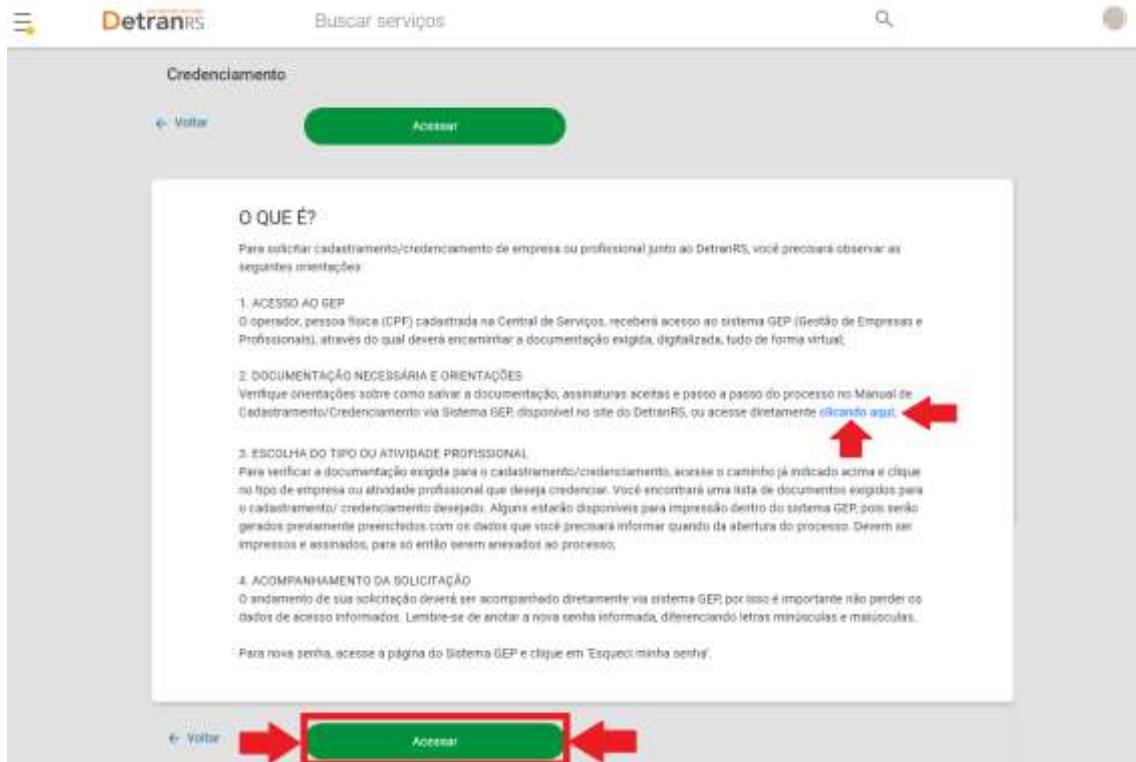 DetranRS
Buscar serviços
Credenciamento
← Voltar
Acessar
O QUE É?
Para solicitar cadastramento/credenciamento de empresa ou profissional junto ao DetranRS, você precisará observar as
seguintes orientações:
1. ACESSO AO GEP
O operador, pessoa física (CPF) cadastrada na Central de Serviços, receberá acesso ao sistema GEP (Gestão de Empresas e
Profissionais), através do qual deverá encaminhar a documentação exigida, digitalizada, tudo de forma virtual;
2. DOCUMENTAÇÃO NECESSÁRIA E ORIENTAÇÕES
Verifique orientações sobre como salvar a documentação, assinaturas aceitas e passo a passo do processo no Manual de
Cadastramento/Credenciamento via Sistema GEP, disponível no site do DetranRS, ou acesse diretamente clicando aqui.
3. ESCOLHA DO TIPO OU ATIVIDADE PROFISSIONAL
Para verificar a documentação exigida para o cadastramento/credenciamento, acesse o caminho já indicado acima e clique
no tipo de empresa ou atividade profissional que deseja credenciar. Você encontrará uma lista de documentos exigidos para
o cadastramento/ credenciamento desejado. Alguns estarão disponíveis para impressão dentro do sistema GEP, pois serão
gerados previamente preenchidos com os dados que você precisará informar quando da abertura do processo. Devem ser
impressos e assinados, para só então serem anexados ao processo;
4. ACOMPANHAMENTO DA SOLICITAÇÃO
O andamento de sua solicitação deverá ser acompanhado diretamente via sistema GEP, por isso é importante não perder os
dados de acesso informados. Lembre-se de anotar a nova senha informada, diferenciando letras minúsculas e maiúsculas.
Para nova senha, acesse a página do Sistema GEP e clique em 'Esqueci minha senha'.
← Voltar
Acessar